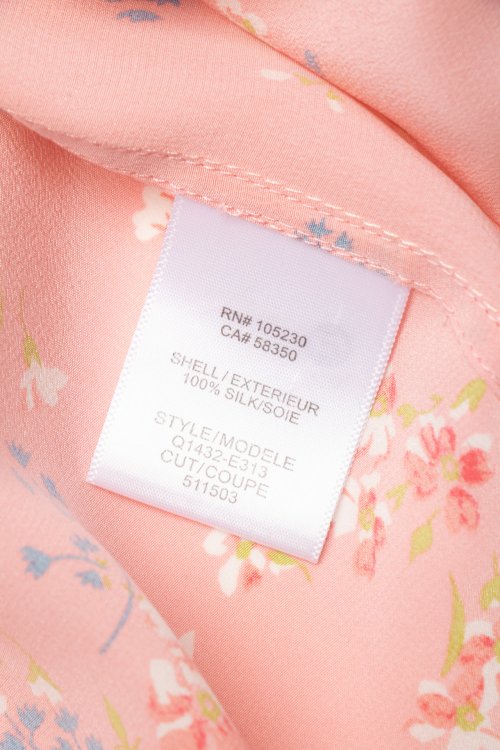 RN# 105230
CA# 58350
SHELL / EXTERIEUR
100% SILK/SOIE
STYLE/MODELE
Q1432-E313
CUT/COUPE
511503